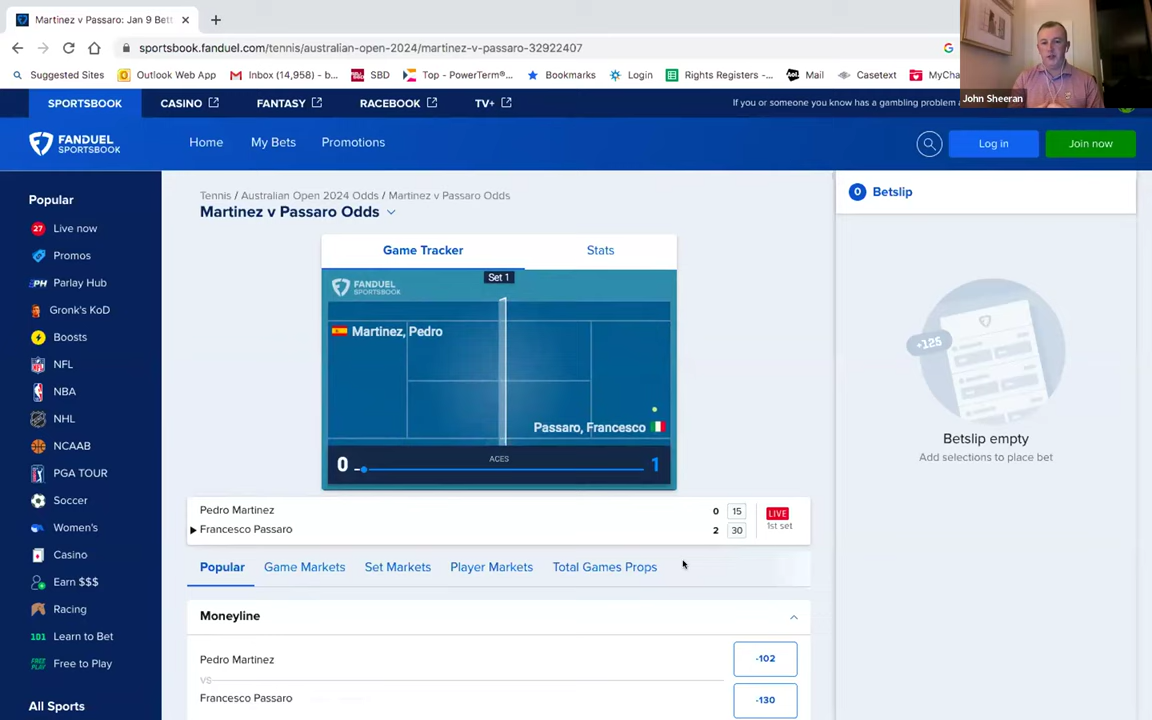 Martinez v Passaro: Jan 9 Bett
sportsbook.fanduel.com/tennis/australian-open-2024/martinez-v-passaro-32922407
Suggested Sites
Outlook Web App
Inbox (14,958) - b...
SBD
Top - PowerTerm®...
Bookmarks
Login
Rights Registers -...
Mail
Casetext
MyCha
John Sheeran
SPORTSBOOK
CASINO
FANTASY
RACEBOOK
TV+
If you or someone you know has a gambling problem a
FANDUEL
SPORTSBOOK
Home
My Bets
Promotions
Log in
Join now
Popular
27 Live now
Promos
PH Parlay Hub
Gronk's KoD
Boosts
NFL
NBA
NHL
NCAAB
PGA TOUR
Soccer
Women's
Casino
Earn $$$
Racing
101 Learn to Bet
FREE PLAY Free to Play
All Sports
Tennis / Australian Open 2024 Odds / Martinez v Passaro Odds
Martinez v Passaro Odds
Game Tracker
Stats
Set 1
FANDUEL
SPORTSBOOK
Martinez, Pedro
Passaro, Francesco
0 ACES 1
Pedro Martinez 0 15
Francesco Passaro 2 30
LIVE
1st set
Popular
Game Markets
Set Markets
Player Markets
Total Games Props
Moneyline
Pedro Martinez -102
VS
Francesco Passaro -130
0 Betslip
+125
Betslip empty
Add selections to place bet